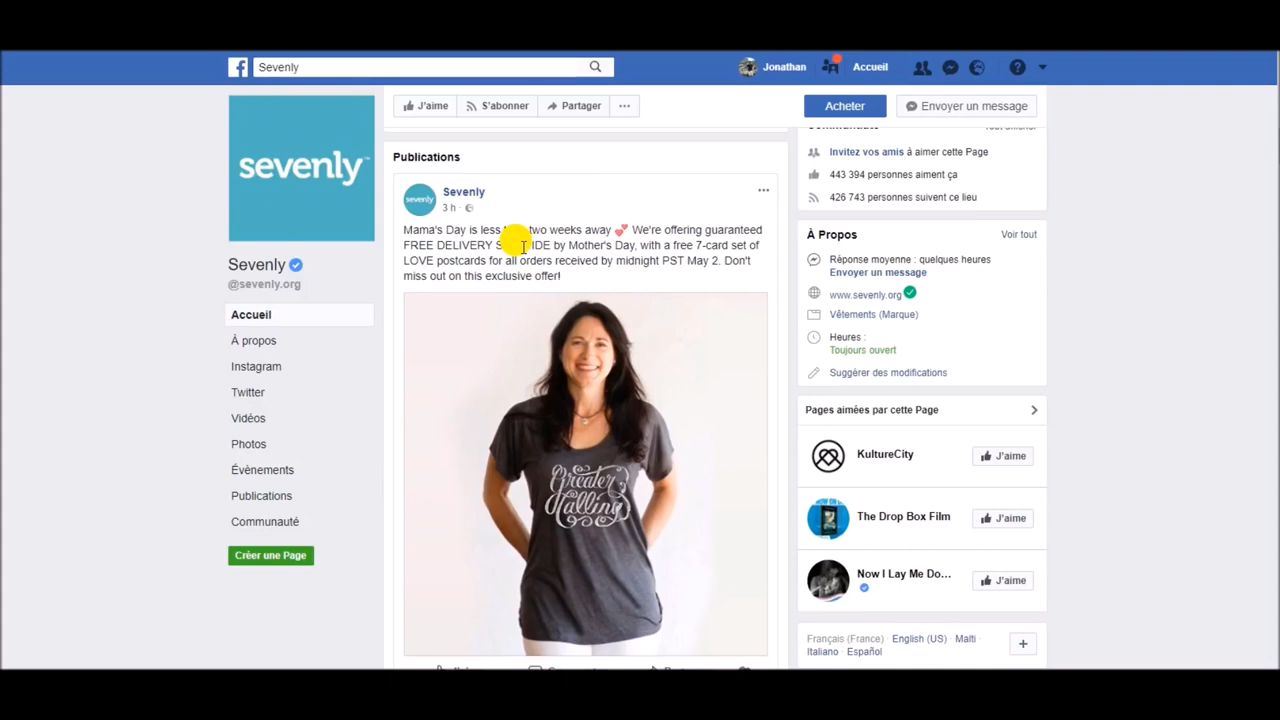 Sevenly
Jonathan
Accueil
J'aime
S'abonner
Partager
Acheter
Envoyer un message
sevenly™
Sevenly
@sevenly.org
Accueil
À propos
Instagram
Twitter
Vidéos
Photos
Évènements
Publications
Communauté
Créer une Page
Publications
sevenly
Sevenly
3 h
Mama's Day is less two weeks away 💕 We're offering guaranteed
FREE DELIVERY by Mother's Day, with a free 7-card set of
LOVE postcards for all orders received by midnight PST May 2. Don't
miss out on this exclusive offer!
Greater
Calling
Invitez vos amis à aimer cette Page
443 394 personnes aiment ça
426 743 personnes suivent ce lieu
À Propos
Voir tout
Réponse moyenne : quelques heures
Envoyer un message
www.sevenly.org
Vêtements (Marque)
Heures :
Toujours ouvert
Suggérer des modifications
Pages aimées par cette Page
KultureCity
J'aime
The Drop Box Film
J'aime
Now I Lay Me Do...
J'aime
Français (France) · English (US) · Malti ·
Italiano · Español